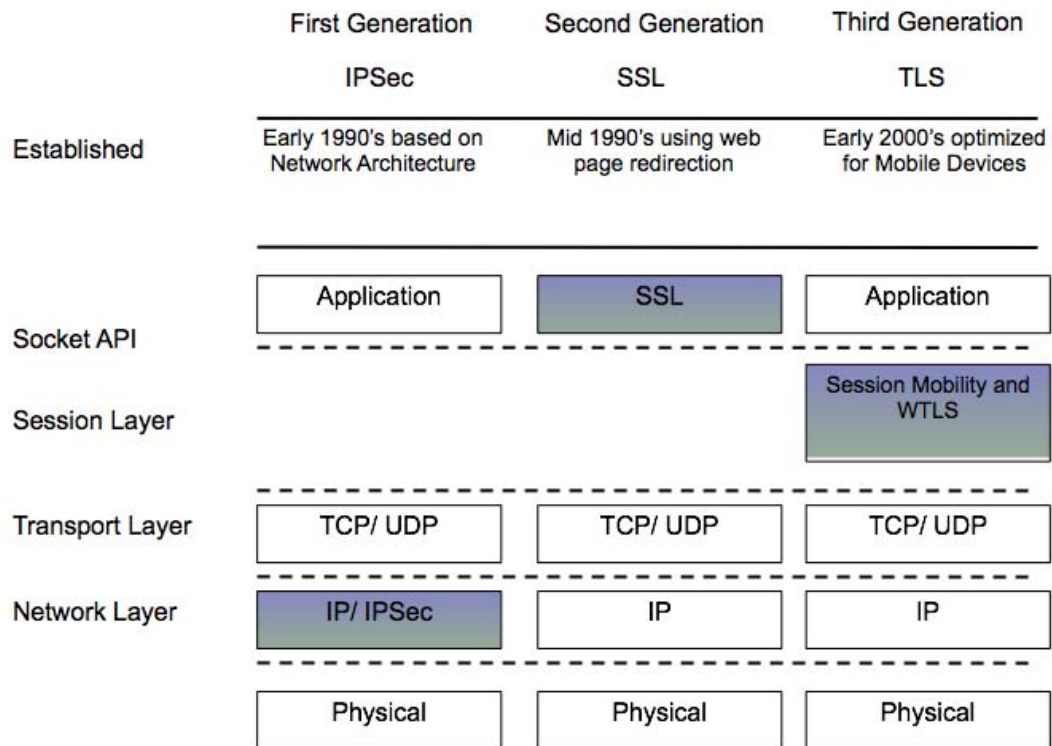 First Generation
Second Generation
Third Generation
IPSec
SSL
TLS
Established
Early 1990's based on
Network Architecture
Mid 1990's using web
page redirection
Early 2000's optimized
for Mobile Devices
Application
SSL
Application
Socket API
Session Layer
Session Mobility and
WTLS
Transport Layer
TCP/ UDP
TCP/ UDP
TCP/ UDP
Network Layer
IP/ IPSec
IP
IP
Physical
Physical
Physical